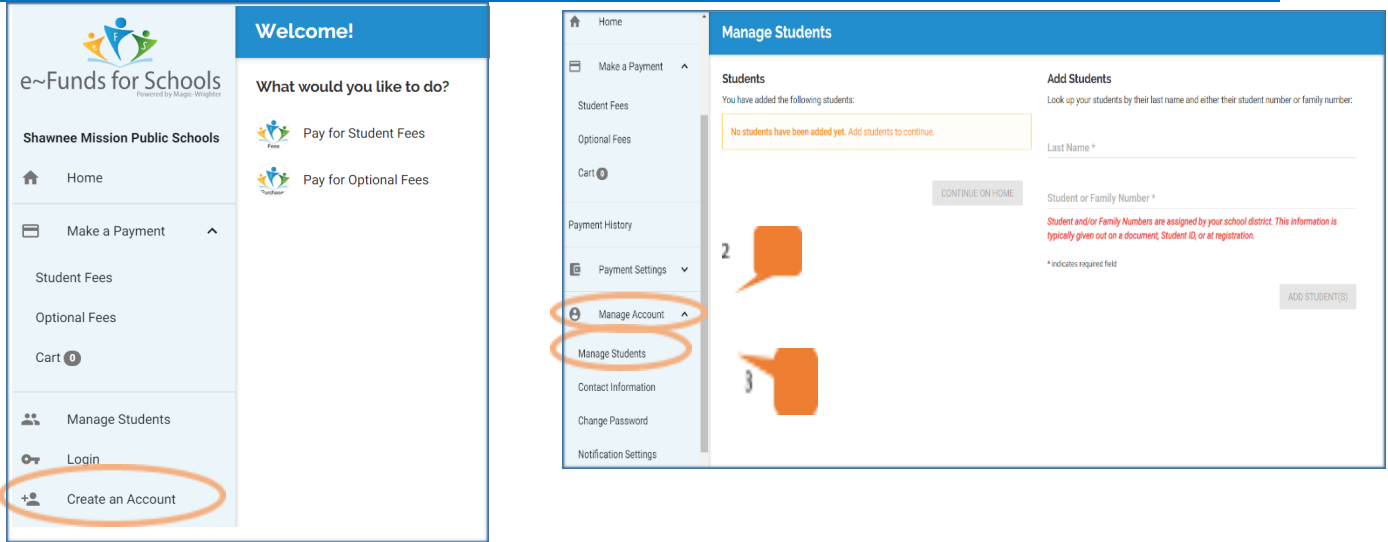 e F S
e~Funds for Schools
Powered by Magic-Wrighter
Shawnee Mission Public Schools
Home
Make a Payment
Student Fees
Optional Fees
Cart 0
Manage Students
Login
Create an Account
Welcome!
What would you like to do?
Fees
Pay for Student Fees
Purchase
Pay for Optional Fees
Home
Make a Payment
Student Fees
Optional Fees
Cart 0
Payment History
Payment Settings
Manage Account
Manage Students
Contact Information
Change Password
Notification Settings
Manage Students
Students
You have added the following students:
No students have been added yet. Add students to continue.
CONTINUE ON HOME
2
3
Add Students
Look up your students by their last name and either their student number or family number:
Last Name *
Student or Family Number *
Student and/or Family Numbers are assigned by your school district. This information is
typically given out on a document, Student ID, or at registration.
* indicates required field
ADD STUDENT(S)